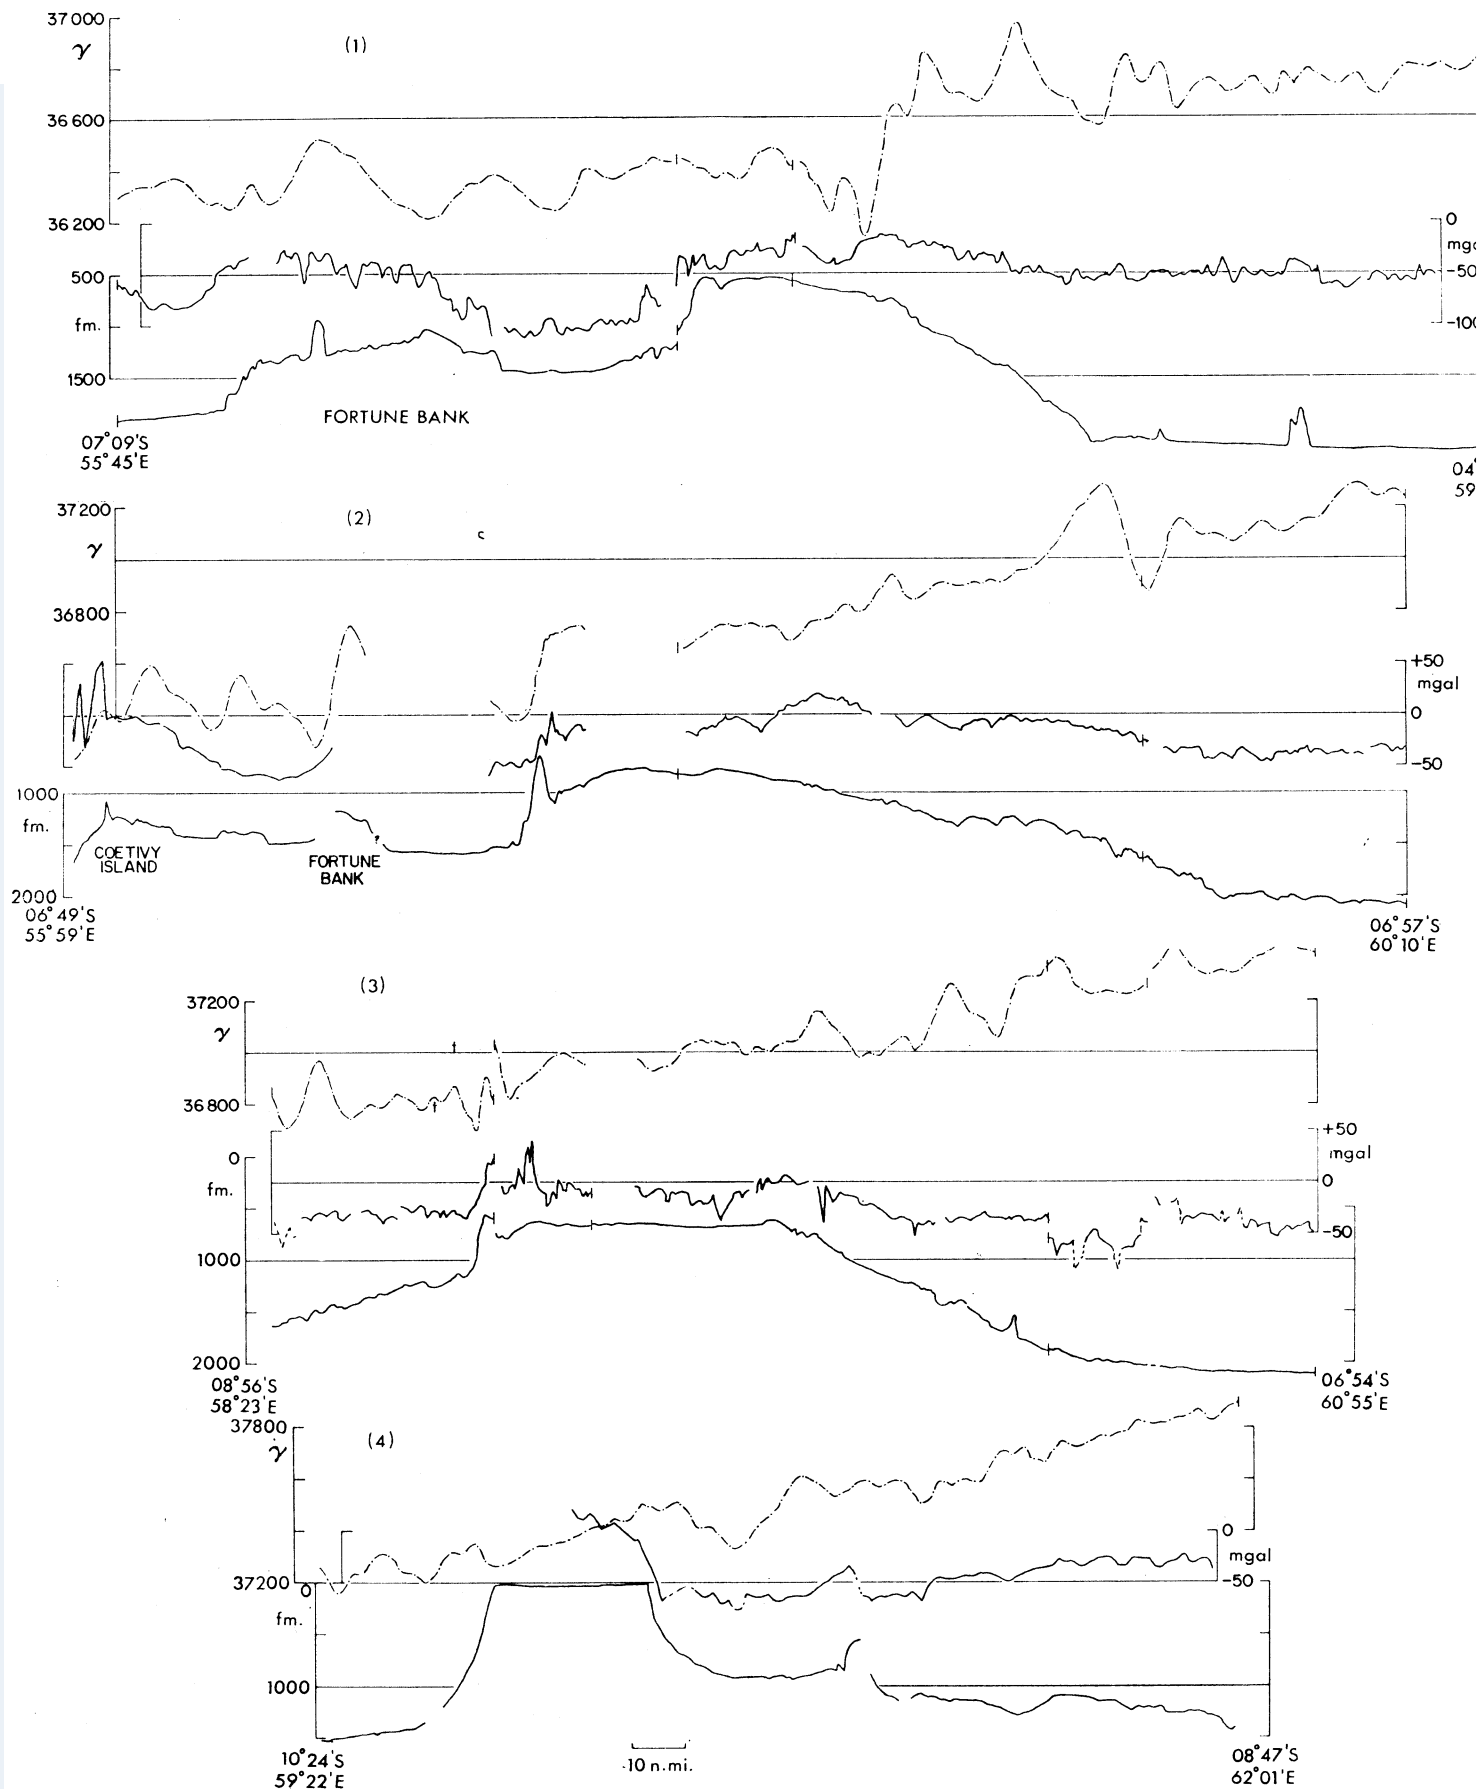 37000
γ
(1)
36600
36200
0
mga
500
-50
fm.
-100
1500
FORTUNE BANK
07°09'S
55°45'E
04°
59
37200
(2)
c
γ
36800
+50
mgal
0
-50
1000
fm.
COETIVY
ISLAND
FORTUNE
BANK
?
2000
06°49'S
55°59'E
06°57'S
60°10'E
(3)
37200
γ
36800
+50
mgal
0
0
fm.
-50
1000
2000
08°56'S
58°23'E
06°54'S
60°55'E
37800
γ
(4)
0
mgal
37200
0
-50
fm.
1000
10°24'S
59°22'E
10 n.mi.
08°47'S
62°01'E